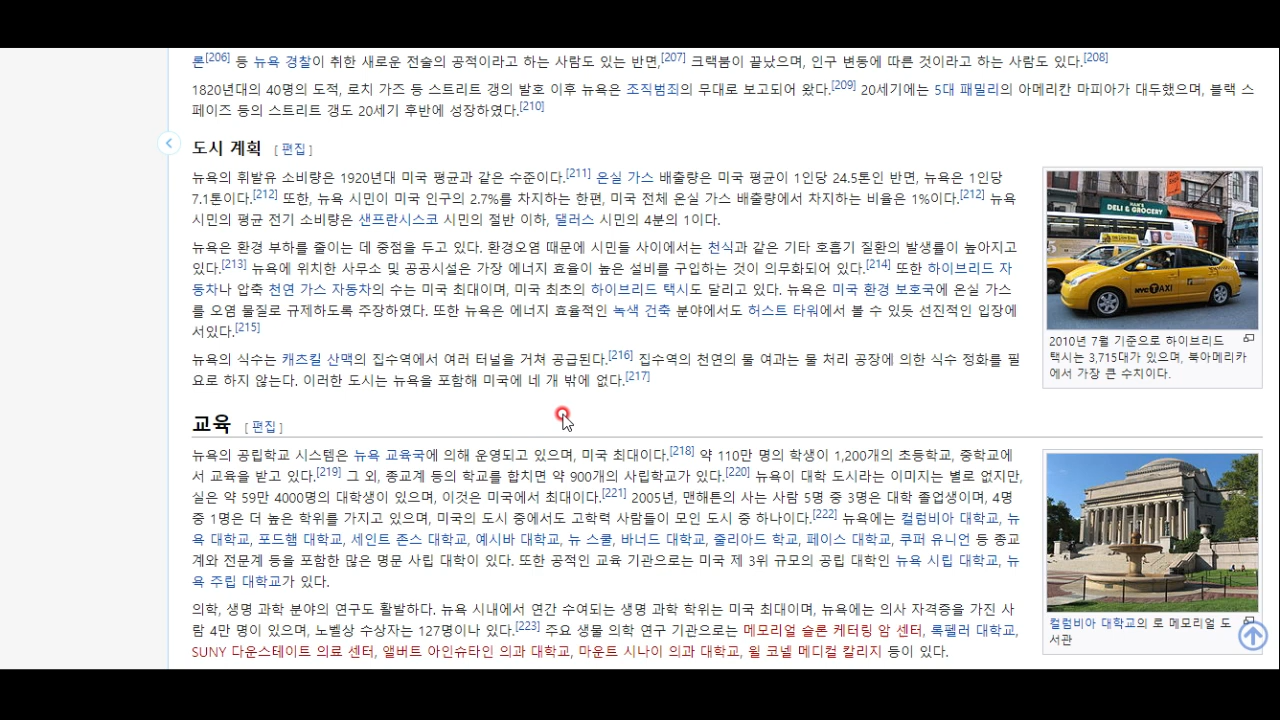 론[206] 등 뉴욕 경찰이 취한 새로운 전술의 공적이라고 하는 사람도 있는 반면,[207] 크랙붐이 끝났으며, 인구 변동에 따른 것이라고 하는 사람도 있다.[208]
1820년대의 40명의 도적, 로치 가즈 등 스트리트 갱의 발호 이후 뉴욕은 조직범죄의 무대로 보고되어 왔다.[209] 20세기에는 5대 패밀리의 아메리칸 마피아가 대두했으며, 블랙 스
페이즈 등의 스트리트 갱도 20세기 후반에 성장하였다.[210]
도시 계획 [ 편집 ]
뉴욕의 휘발유 소비량은 1920년대 미국 평균과 같은 수준이다.[211] 온실 가스 배출량은 미국 평균이 1인당 24.5톤인 반면, 뉴욕은 1인당
7.1톤이다.[212] 또한, 뉴욕 시민이 미국 인구의 2.7%를 차지하는 한편, 미국 전체 온실 가스 배출량에서 차지하는 비율은 1%이다.[212] 뉴욕
시민의 평균 전기 소비량은 샌프란시스코 시민의 절반 이하, 댈러스 시민의 4분의 1이다.
뉴욕은 환경 부하를 줄이는 데 중점을 두고 있다. 환경오염 때문에 시민들 사이에서는 천식과 같은 기타 호흡기 질환의 발생률이 높아지고
있다.[213] 뉴욕에 위치한 사무소 및 공공시설은 가장 에너지 효율이 높은 설비를 구입하는 것이 의무화되어 있다.[214] 또한 하이브리드 자
동차나 압축 천연 가스 자동차의 수는 미국 최대이며, 미국 최초의 하이브리드 택시도 달리고 있다. 뉴욕은 미국 환경 보호국에 온실 가스
를 오염 물질로 규제하도록 주장하였다. 또한 뉴욕은 에너지 효율적인 녹색 건축 분야에서도 허스트 타워에서 볼 수 있듯 선진적인 입장에
서있다.[215]
뉴욕의 식수는 캐츠킬 산맥의 집수역에서 여러 터널을 거쳐 공급된다.[216] 집수역의 천연의 물 여과는 물 처리 공장에 의한 식수 정화를 필
요로 하지 않는다. 이러한 도시는 뉴욕을 포함해 미국에 네 개 밖에 없다.[217]
DELI & GROCERY
NYC TAXI
2010년 7월 기준으로 하이브리드
택시는 3,715대가 있으며, 북아메리카
에서 가장 큰 수치이다.
교육 [ 편집 ]
뉴욕의 공립학교 시스템은 뉴욕 교육국에 의해 운영되고 있으며, 미국 최대이다.[218] 약 110만 명의 학생이 1,200개의 초등학교, 중학교에
서 교육을 받고 있다.[219] 그 외, 종교계 등의 학교를 합치면 약 900개의 사립학교가 있다.[220] 뉴욕이 대학 도시라는 이미지는 별로 없지만,
실은 약 59만 4000명의 대학생이 있으며, 이것은 미국에서 최대이다.[221] 2005년, 맨해튼의 사는 사람 5명 중 3명은 대학 졸업생이며, 4명
중 1명은 더 높은 학위를 가지고 있으며, 미국의 도시 중에서도 고학력 사람들이 모인 도시 중 하나이다.[222] 뉴욕에는 컬럼비아 대학교, 뉴
욕 대학교, 포드햄 대학교, 세인트 존스 대학교, 예시바 대학교, 뉴 스쿨, 바너드 대학교, 줄리아드 학교, 페이스 대학교, 쿠퍼 유니언 등 종교
계와 전문계 등을 포함한 많은 명문 사립 대학이 있다. 또한 공적인 교육 기관으로는 미국 제 3위 규모의 공립 대학인 뉴욕 시립 대학교, 뉴
욕 주립 대학교가 있다.
의학, 생명 과학 분야의 연구도 활발하다. 뉴욕 시내에서 연간 수여되는 생명 과학 학위는 미국 최대이며, 뉴욕에는 의사 자격증을 가진 사
람 4만 명이 있으며, 노벨상 수상자는 127명이나 있다.[223] 주요 생물 의학 연구 기관으로는 메모리얼 슬론 케터링 암 센터, 록펠러 대학교,
SUNY 다운스테이트 의료 센터, 앨버트 아인슈타인 의과 대학교, 마운트 시나이 의과 대학교, 윌 코넬 메디컬 칼리지 등이 있다.
컬럼비아 대학교의 로 메모리얼 도
서관